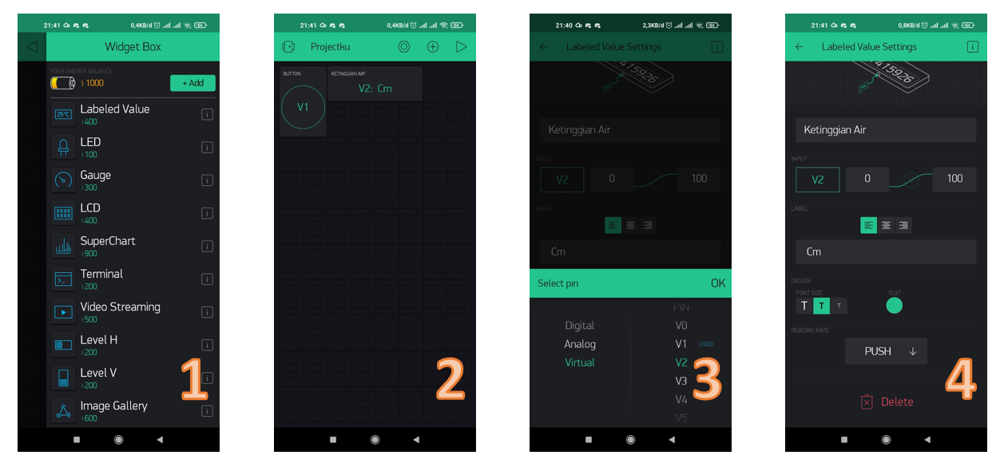 21:41 0,4KB/d 54
Widget Box
YOUR ENERGY BALANCE
1000
+ Add
25°C
Labeled Value
400
LED
100
Gauge
300
LCD
400
SuperChart
900
Terminal
200
Video Streaming
500
Level H
200
Level V
200
Image Gallery
600
1
21:41 0,4KB/d 54
Projectku
BUTTON
V1
KETINGGIAN AIR
V2: Cm
2
21:40 2,3KB/d 54
Labeled Value Settings
415926
Ketinggian Air
INPUT
V2 0 100
LABEL
Cm
Select pin OK
PIN
Digital V0
Analog V1 USED
Virtual V2
V3
V4
V5
3
21:41 0,8KB/d 54
Labeled Value Settings
415926
Ketinggian Air
INPUT
V2 0 100
LABEL
Cm
DESIGN
FONT SIZE TEXT
T T T
READING RATE
PUSH ↓
Delete
4